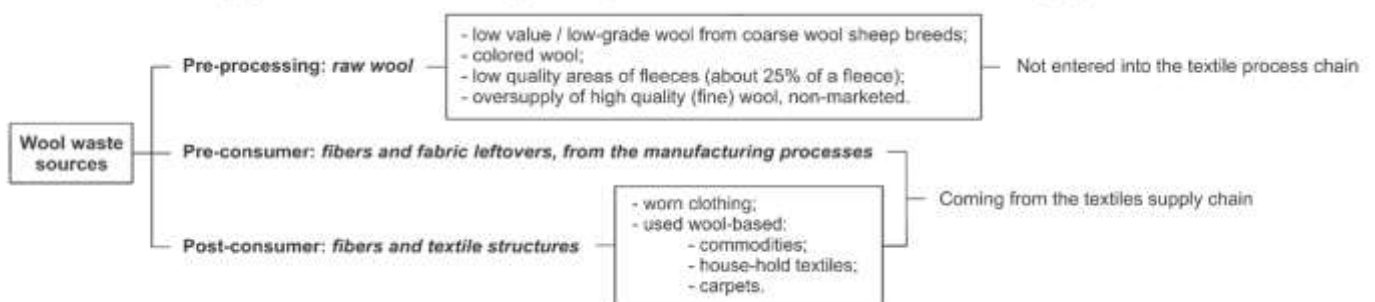 - low value / low-grade wool from coarse wool sheep breeds;
- colored wool;
- low quality areas of fleeces (about 25% of a fleece);
- oversupply of high quality (fine) wool, non-marketed.
Pre-processing: raw wool
Not entered into the textile process chain
Wool waste
sources
Pre-consumer: fibers and fabric leftovers, from the manufacturing processes
Coming from the textiles supply chain
Post-consumer: fibers and textile structures
- worn clothing;
- used wool-based:
- commodities;
- house-hold textiles;
- carpets.